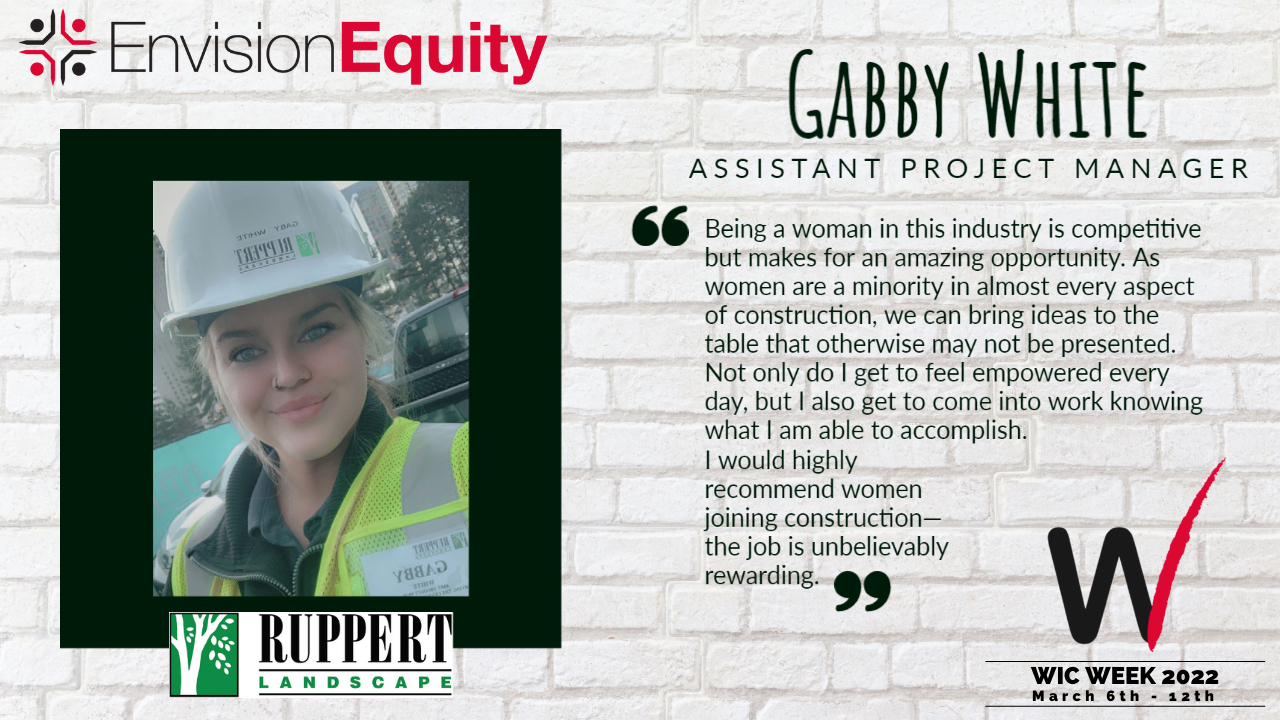 EnvisionEquity
GABBY WHITE
ASSISTANT PROJECT MANAGER
“
Being a woman in this industry is competitive
but makes for an amazing opportunity. As
women are a minority in almost every aspect
of construction, we can bring ideas to the
table that otherwise may not be presented.
Not only do I get to feel empowered every
day, but I also get to come into work knowing
what I am able to accomplish.
I would highly
recommend women
joining construction—
the job is unbelievably
rewarding. ”
GABBY WHITE
RUPPERT
LANDSCAPE
RUPPERT
GABBY
WHITE
RUPPERT
LANDSCAPE
W
WIC WEEK 2022
March 6th - 12th